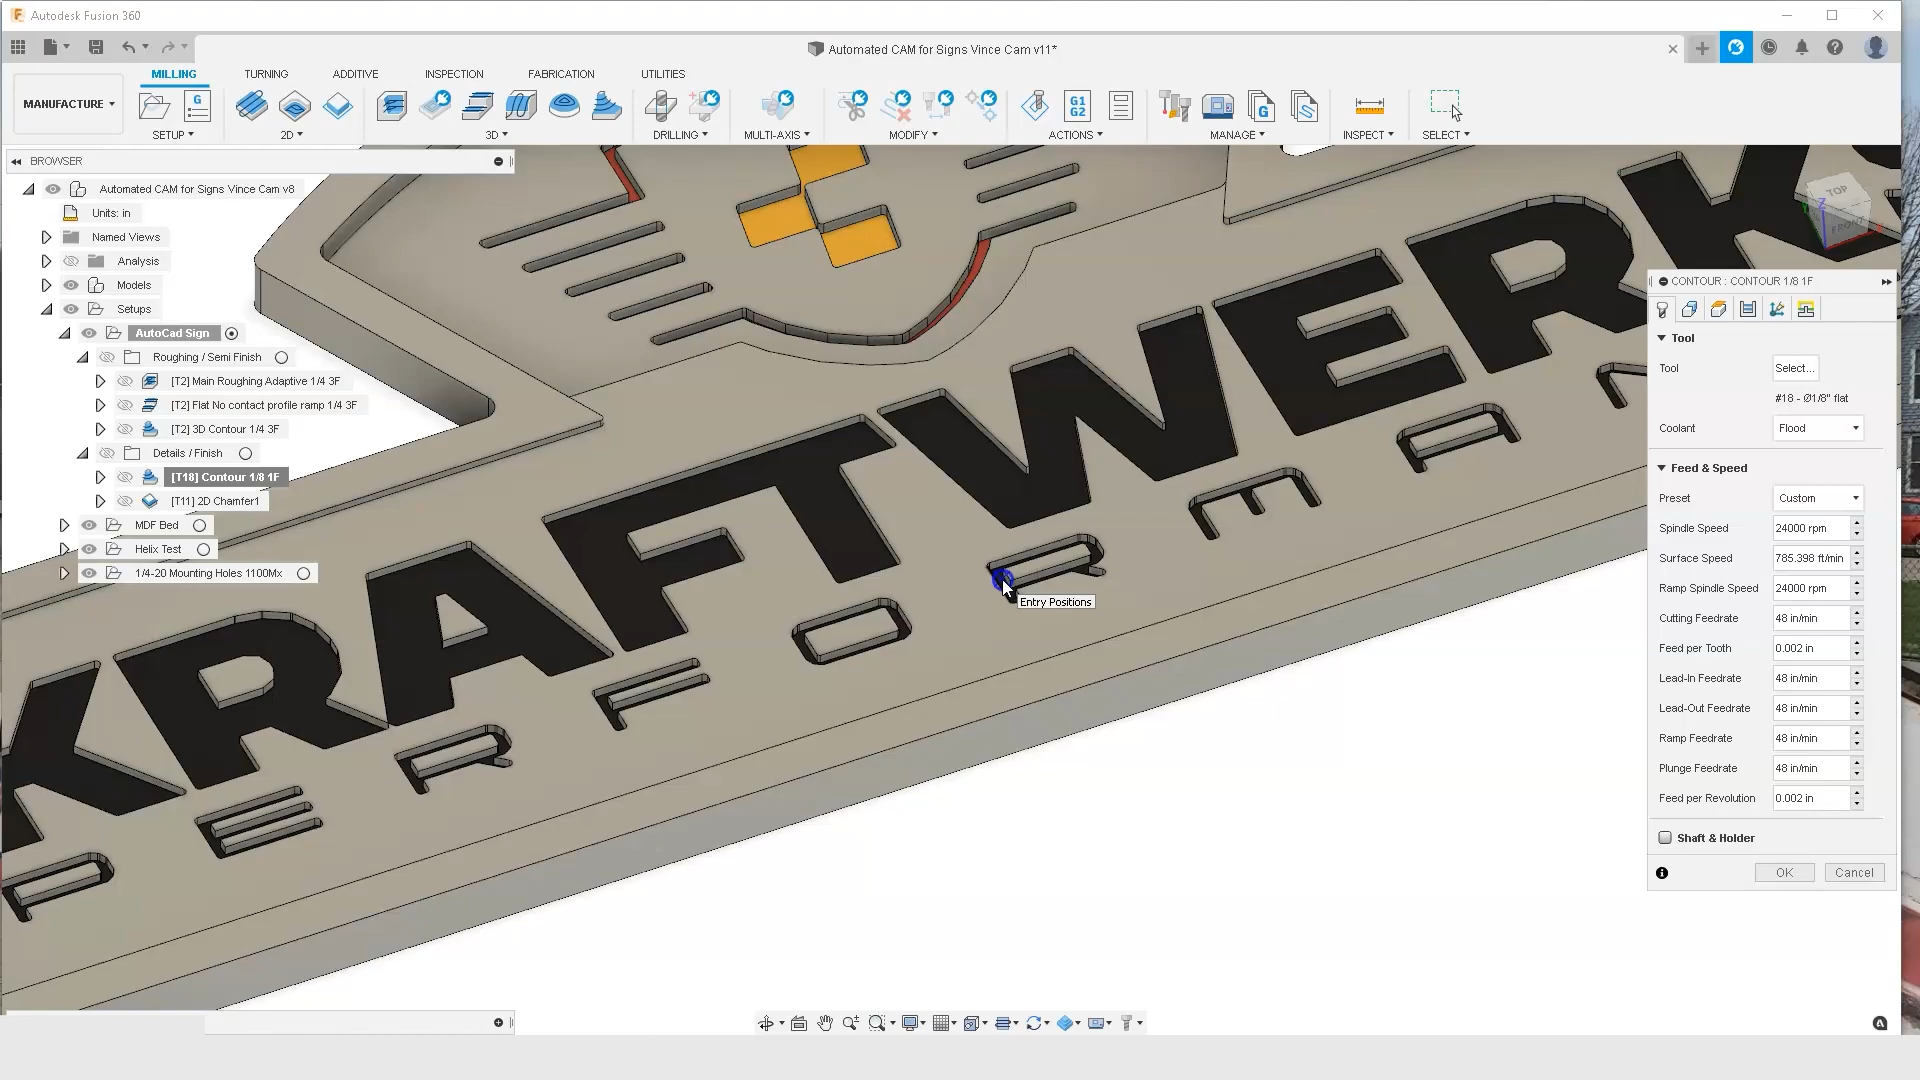 Autodesk Fusion 360
Automated CAM for Signs Vince Cam v11*
MILLING TURNING ADDITIVE INSPECTION FABRICATION UTILITIES
MANUFACTURE
G
G1
G2
G
SETUP 2D 3D DRILLING MULTI-AXIS MODIFY ACTIONS MANAGE INSPECT SELECT
BROWSER
Automated CAM for Signs Vince Cam v8
Units: in
Named Views
Analysis
Models
Setups
AutoCad Sign
Roughing / Semi Finish
[T2] Main Roughing Adaptive 1/4 3F
[T2] Flat No contact profile ramp 1/4 3F
[T2] 3D Contour 1/4 3F
Details / Finish
[T18] Contour 1/8 1F
[T11] 2D Chamfer1
MDF Bed
Helix Test
1/4-20 Mounting Holes 1100Mx
TOP
FRONT
Z
KRAFTWERK
PERFORM
Entry Positions
CONTOUR : CONTOUR 1/8 1F
Tool
Tool Select...
#18 - Ø1/8" flat
Coolant Flood
Feed & Speed
Preset Custom
Spindle Speed 24000 rpm
Surface Speed 785.398 ft/min
Ramp Spindle Speed 24000 rpm
Cutting Feedrate 48 in/min
Feed per Tooth 0.002 in
Lead-In Feedrate 48 in/min
Lead-Out Feedrate 48 in/min
Ramp Feedrate 48 in/min
Plunge Feedrate 48 in/min
Feed per Revolution 0.002 in
Shaft & Holder
OK Cancel